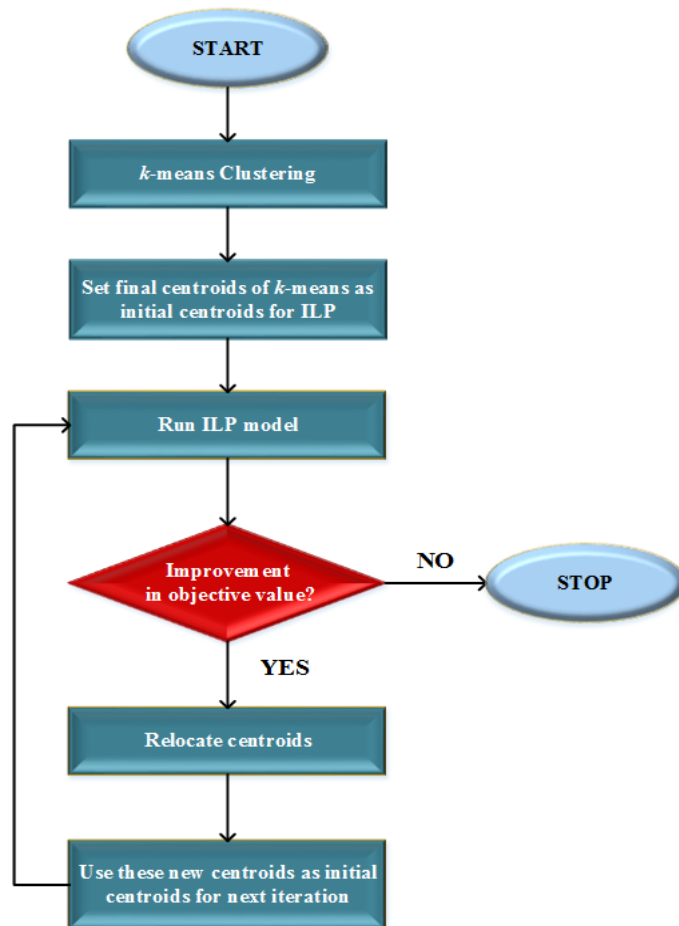 START
k-means Clustering
Set final centroids of k-means as
initial centroids for ILP
Run ILP model
Improvement
in objective value?
NO
STOP
YES
Relocate centroids
Use these new centroids as initial
centroids for next iteration